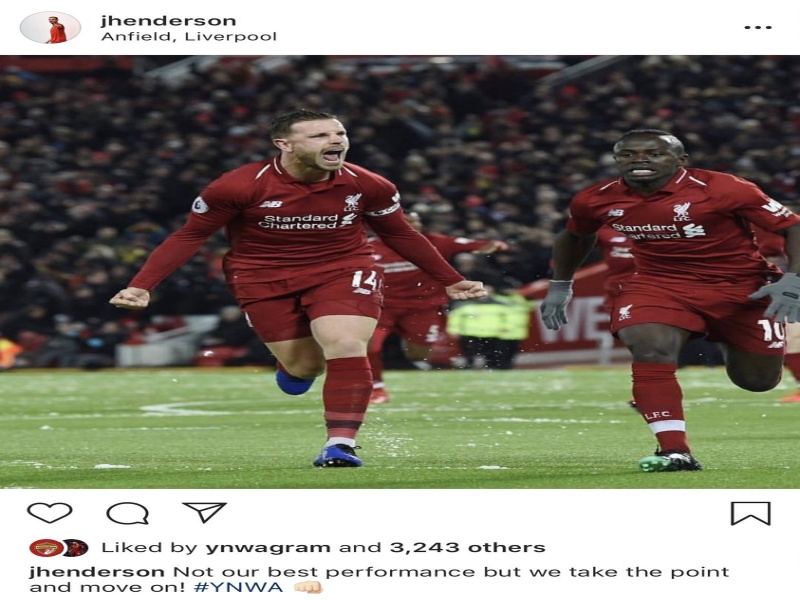 jhenderson
Anfield, Liverpool
Standard
Chartered
L.F.C.
14
Standard
Chartered
L.F.C.
10
L.F.C.
WE
Liked by ynwagram and 3,243 others
jhenderson Not our best performance but we take the point
and move on! #YNWA 👊🏻